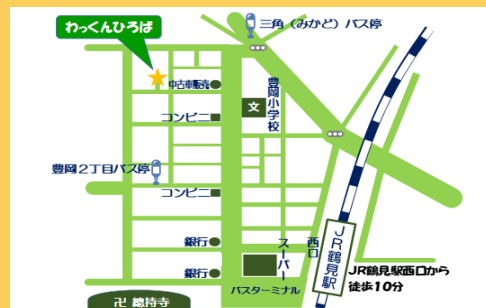 わっくんひろば
三角（みかど）バス停
中古車販売
文
豊岡小学校
コンビニ
豊岡２丁目バス停
コンビニ
銀行
スーパー
西口
JR鶴見駅
JR鶴見駅西口から
徒歩10分
銀行
バスターミナル
卍 總持寺